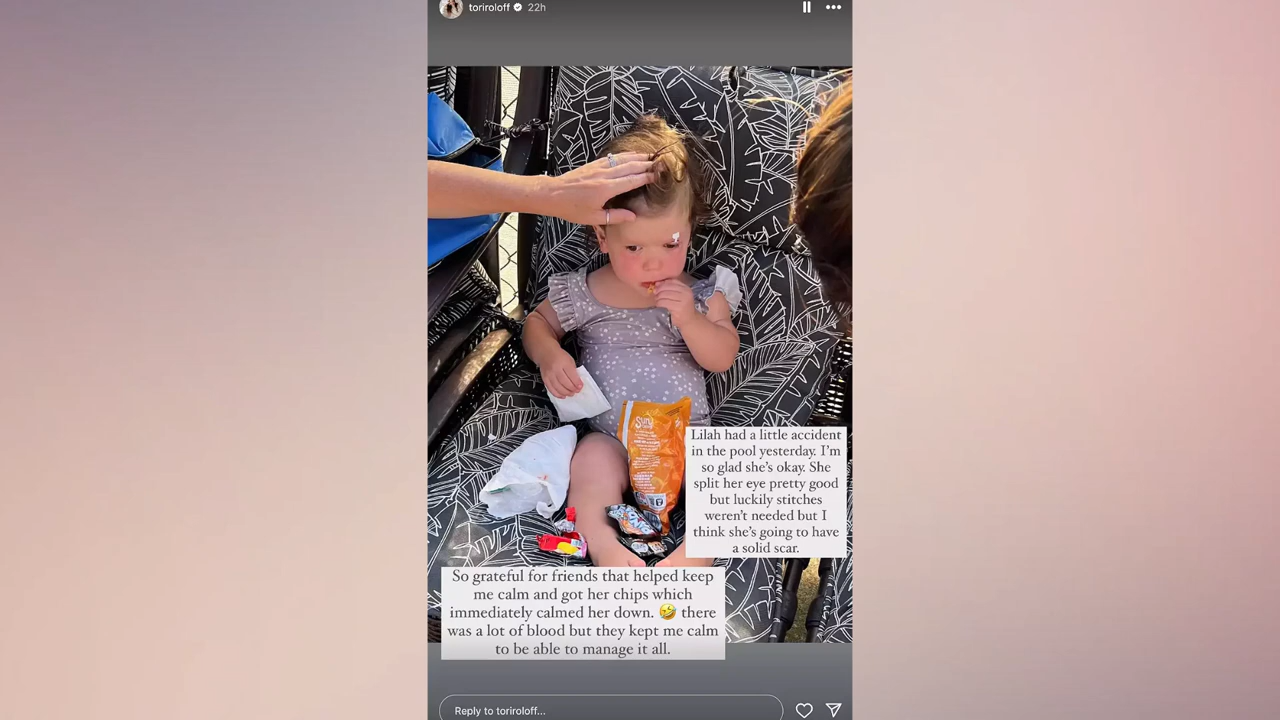 toriroloff 22h
Sun
Lilah had a little accident
in the pool yesterday. I'm
so glad she's okay. She
split her eye pretty good
but luckily stitches
weren't needed but I
think she's going to have
a solid scar.
So grateful for friends that helped keep
me calm and got her chips which
immediately calmed her down. 🤣 there
was a lot of blood but they kept me calm
to be able to manage it all.
Reply to toriroloff...